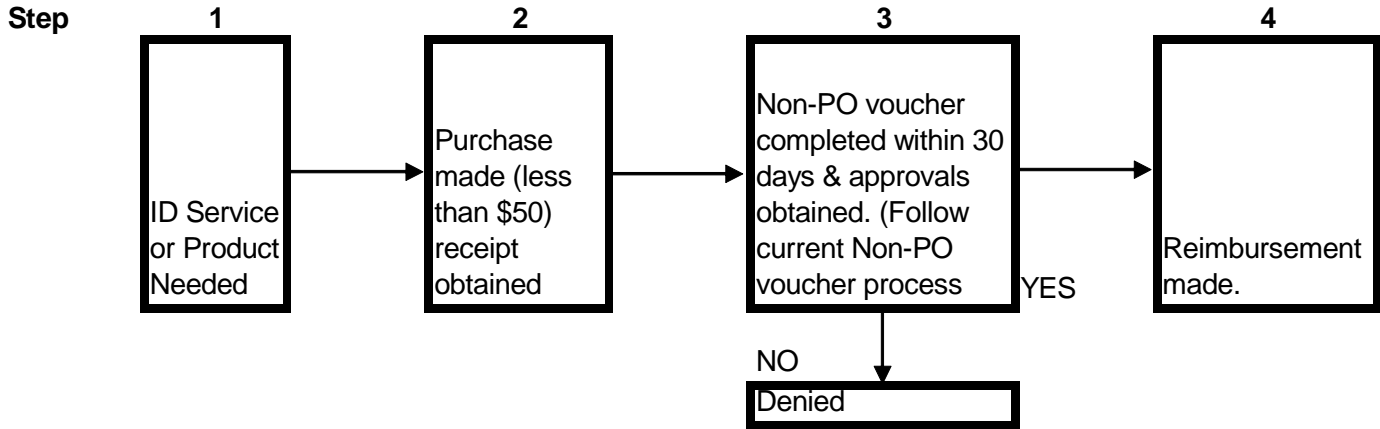 Step 1 2 3 4
ID Service
or Product
Needed
Purchase
made (less
than $50)
receipt
obtained
Non-PO voucher
completed within 30
days & approvals
obtained. (Follow
current Non-PO
voucher process
YES
Reimbursement
made.
NO
Denied